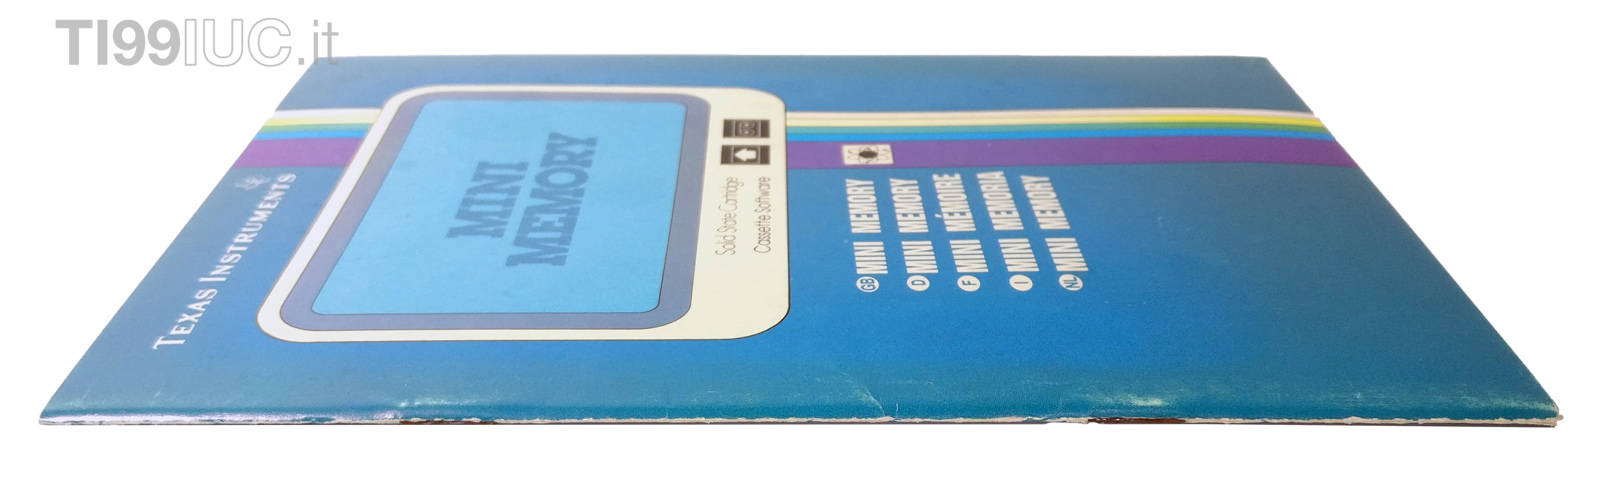 TI99IUC.it
TEXAS INSTRUMENTS
MINI
MEMORY
Solid State Cartridge
Cassette Software
GB MINI MEMORY
D MINI MEMORY
F MINI MÉMOIRE
I MINI MEMORIA
NL MINI MEMORY